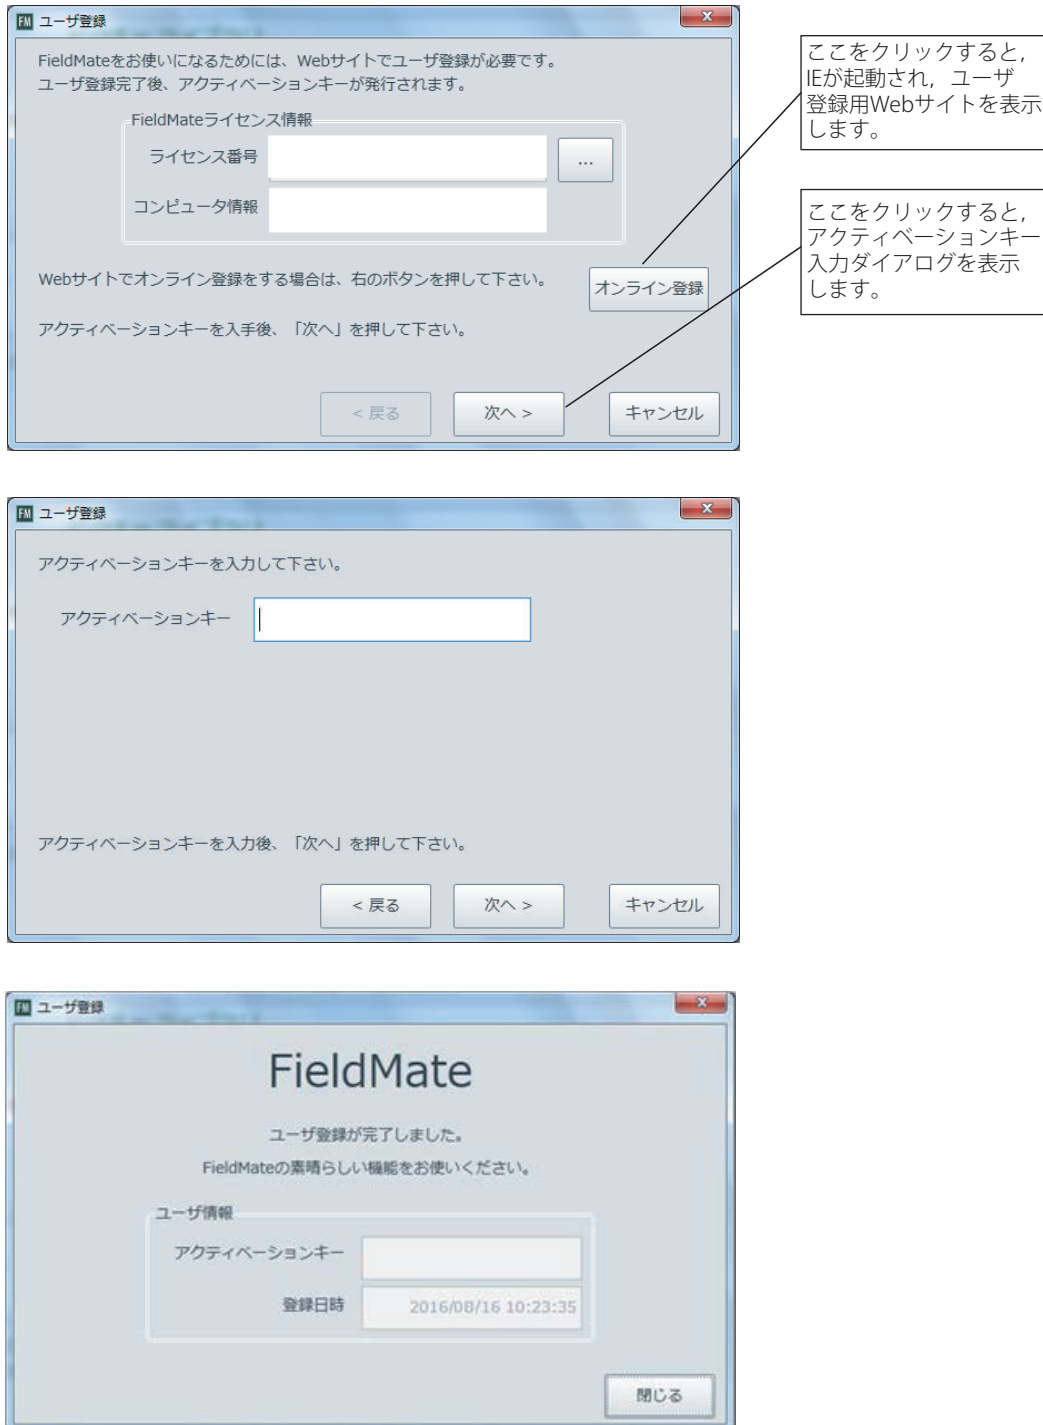 FM ユーザ登録
x
FieldMateをお使いになるためには、Webサイトでユーザ登録が必要です。
ユーザ登録完了後、アクティベーションキーが発行されます。
FieldMateライセンス情報
ライセンス番号
...
コンピュータ情報
Webサイトでオンライン登録をする場合は、右のボタンを押して下さい。
オンライン登録
アクティベーションキーを入手後、「次へ」を押して下さい。
< 戻る
次へ >
キャンセル
ここをクリックすると，
IEが起動され，ユーザ
登録用Webサイトを表示
します。
ここをクリックすると，
アクティベーションキー
入力ダイアログを表示
します。
FM ユーザ登録
x
アクティベーションキーを入力して下さい。
アクティベーションキー
アクティベーションキーを入力後、「次へ」を押して下さい。
< 戻る
次へ >
キャンセル
FM ユーザ登録
x
FieldMate
ユーザ登録が完了しました。
FieldMateの素晴らしい機能をお使いください。
ユーザ情報
アクティベーションキー
登録日時
2016/08/16 10:23:35
閉じる